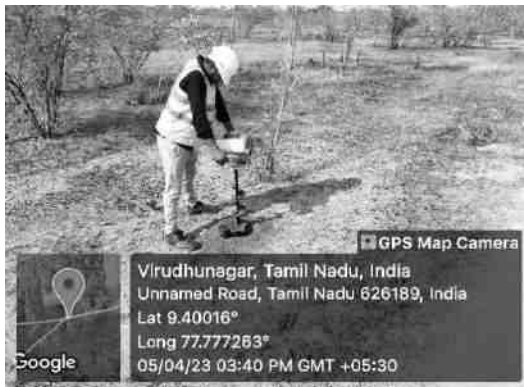 GPS Map Camera
Virudhunagar, Tamil Nadu, India
Unnamed Road, Tamil Nadu 626189, India
Lat 9.40016°
Long 77.777263°
05/04/23 03:40 PM GMT +05:30
Google